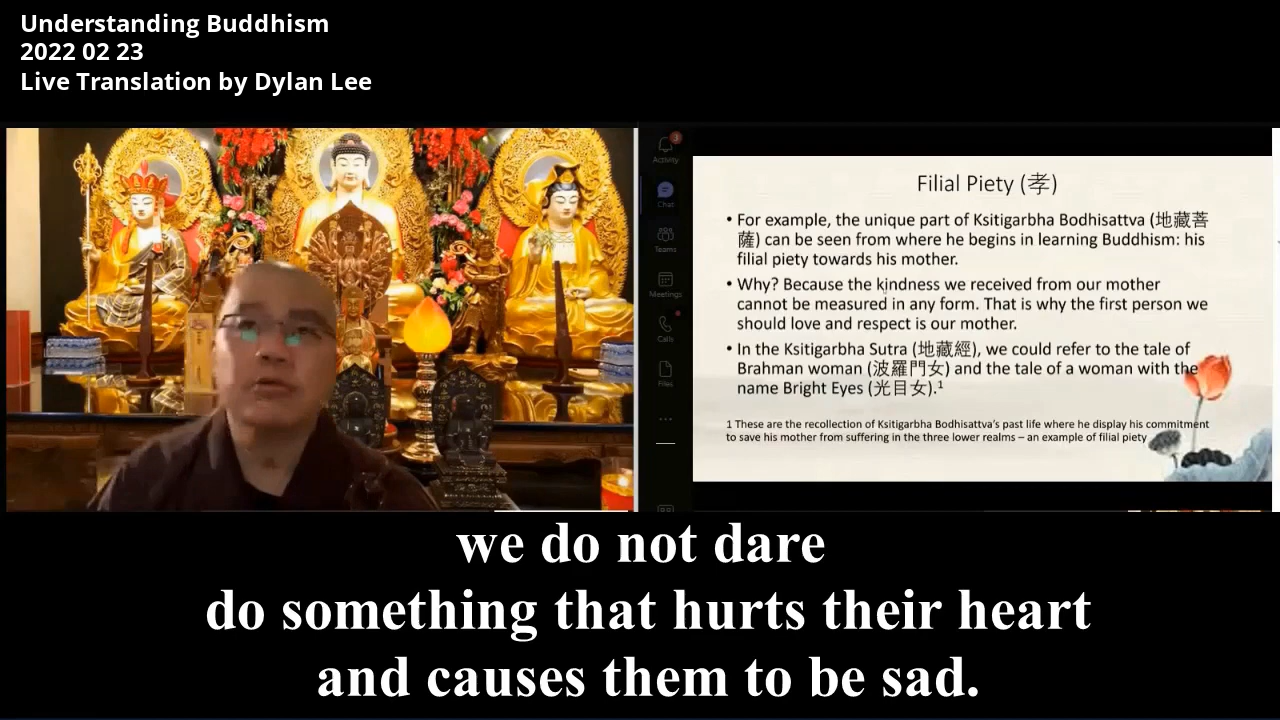 Understanding Buddhism
2022 02 23
Live Translation by Dylan Lee
3
Activity
Chat
Teams
Meetings
Calls
Files
Filial Piety (孝)
• For example, the unique part of Ksitigarbha Bodhisattva (地藏菩
薩) can be seen from where he begins in learning Buddhism: his
filial piety towards his mother.
• Why? Because the kindness we received from our mother
cannot be measured in any form. That is why the first person we
should love and respect is our mother.
• In the Ksitigarbha Sutra (地藏經), we could refer to the tale of
Brahman woman (波羅門女) and the tale of a woman with the
name Bright Eyes (光目女).¹
1 These are the recollection of Ksitigarbha Bodhisattva's past life where he display his commitment
to save his mother from suffering in the three lower realms – an example of filial piety
we do not dare
do something that hurts their heart
and causes them to be sad.